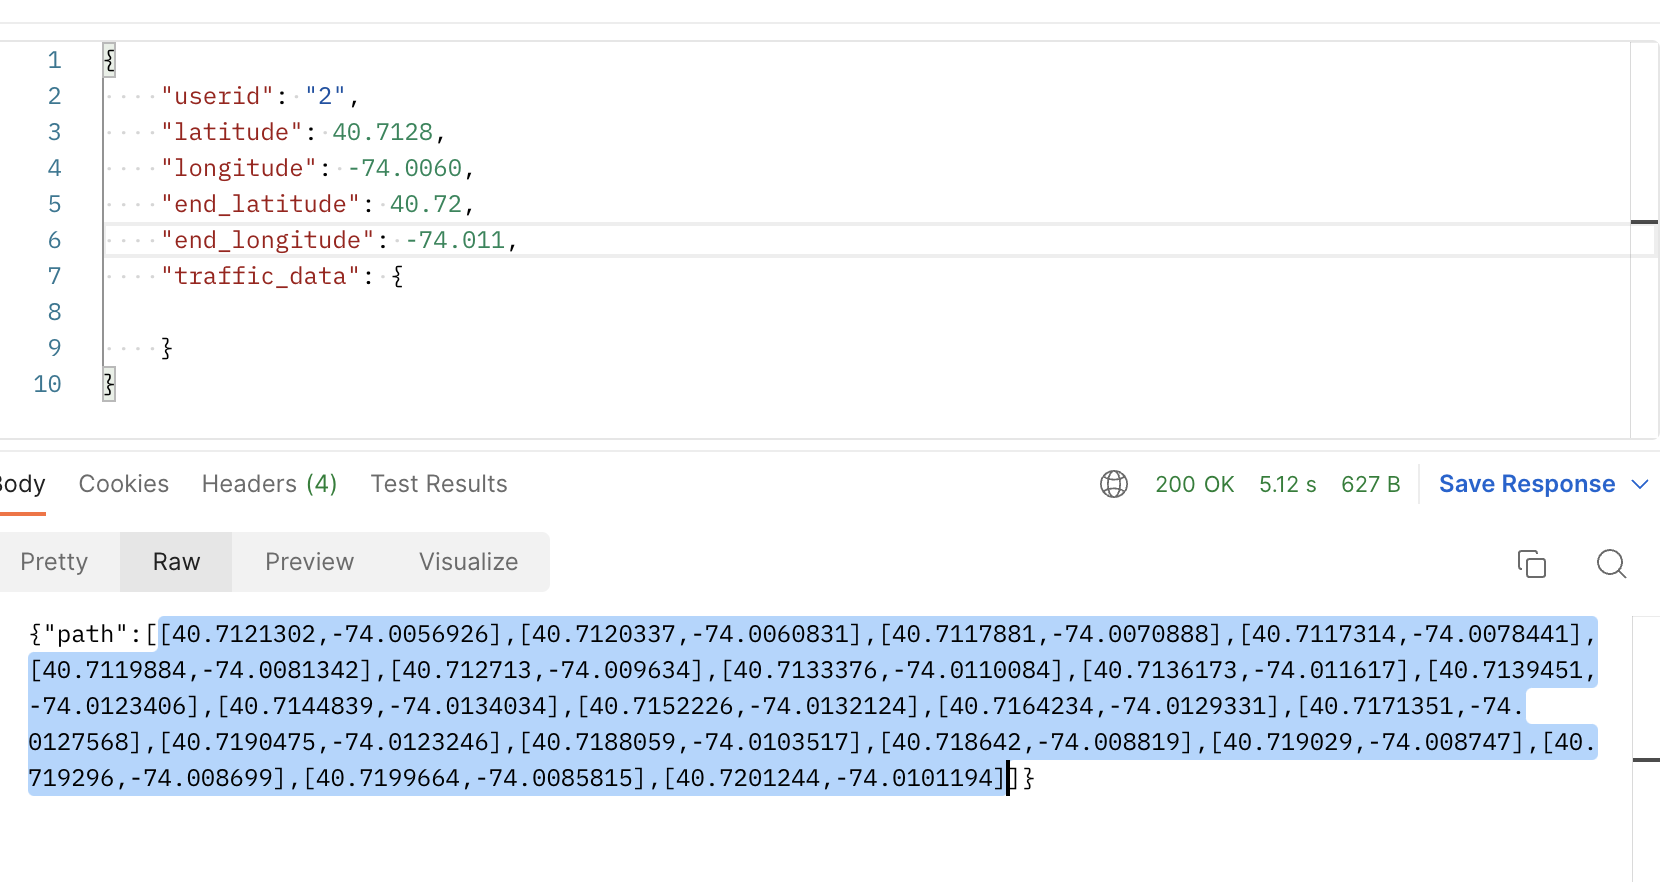 1 {
2 "userid": "2",
3 "latitude": 40.7128,
4 "longitude": -74.0060,
5 "end_latitude": 40.72,
6 "end_longitude": -74.011,
7 "traffic_data": {
8
9 }
10 }
Body Cookies Headers (4) Test Results 200 OK 5.12 s 627 B Save Response
Pretty Raw Preview Visualize
{"path":[[40.7121302,-74.0056926],[40.7120337,-74.0060831],[40.7117881,-74.0070888],[40.7117314,-74.0078441],
[40.7119884,-74.0081342],[40.712713,-74.009634],[40.7133376,-74.0110084],[40.7136173,-74.011617],[40.7139451,
-74.0123406],[40.7144839,-74.0134034],[40.7152226,-74.0132124],[40.7164234,-74.0129331],[40.7171351,-74.
0127568],[40.7190475,-74.0123246],[40.7188059,-74.0103517],[40.718642,-74.008819],[40.719029,-74.008747],[40.
719296,-74.008699],[40.7199664,-74.0085815],[40.7201244,-74.0101194]]}